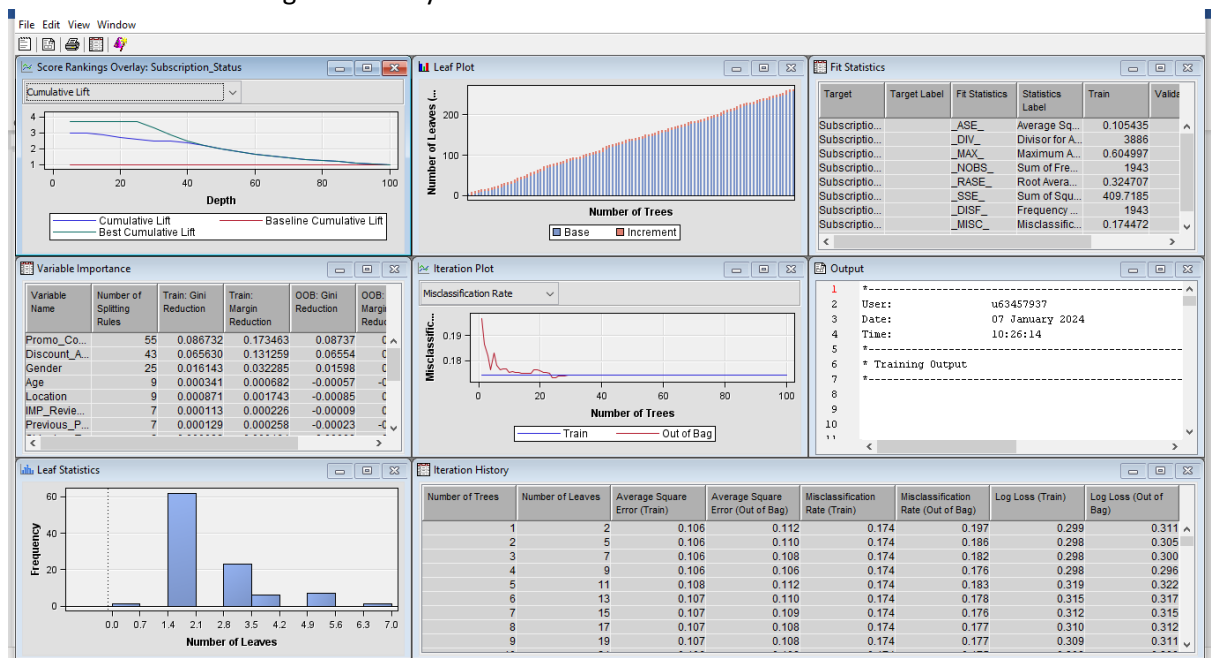 File Edit View Window
Score Rankings Overlay: Subscription_Status
Cumulative Lift
4
3
2
1
0 20 40 60 80 100
Depth
Cumulative Lift Baseline Cumulative Lift
Best Cumulative Lift
Leaf Plot
Number of Leaves (...
200
100
0
Number of Trees
Base Increment
Fit Statistics
Target Target Label Fit Statistics Statistics Label Train Valida
Subscriptio... _ASE_ Average Sq... 0.105435
Subscriptio... _DIV_ Divisor for A... 3886
Subscriptio... _MAX_ Maximum A... 0.604997
Subscriptio... _NOBS_ Sum of Fre... 1943
Subscriptio... _RASE_ Root Avera... 0.324707
Subscriptio... _SSE_ Sum of Squ... 409.7185
Subscriptio... _DISF_ Frequency ... 1943
Subscriptio... _MISC_ Misclassific... 0.174472
Variable Importance
Variable Name Number of Splitting Rules Train: Gini Reduction Train: Margin Reduction OOB: Gini Reduction OOB: Margi Reduc
Promo_Co... 55 0.086732 0.173463 0.08737
Discount_A... 43 0.065630 0.131259 0.06554
Gender 25 0.016143 0.032285 0.01598
Age 9 0.000341 0.000682 -0.00057
Location 9 0.000871 0.001743 -0.00085
IMP_Revie... 7 0.000113 0.000226 -0.00009
Previous_P... 7 0.000129 0.000258 -0.00023
Iteration Plot
Misclassification Rate
Misclassific...
0.19
0.18
0 20 40 60 80 100
Number of Trees
Train Out of Bag
Output
1 *------------------------------------------------------------
2 User: u63457937
3 Date: 07 January 2024
4 Time: 10:26:14
5 *------------------------------------------------------------
6 * Training Output
7 *------------------------------------------------------------
8
9
10
11
Leaf Statistics
Frequency
60
40
20
0
0.0 0.7 1.4 2.1 2.8 3.5 4.2 4.9 5.6 6.3 7.0
Number of Leaves
Iteration History
Number of Trees Number of Leaves Average Square Error (Train) Average Square Error (Out of Bag) Misclassification Rate (Train) Misclassification Rate (Out of Bag) Log Loss (Train) Log Loss (Out of Bag)
1 2 0.106 0.112 0.174 0.197 0.299 0.311
2 5 0.106 0.110 0.174 0.186 0.298 0.305
3 7 0.106 0.108 0.174 0.182 0.298 0.300
4 9 0.106 0.106 0.174 0.176 0.298 0.296
5 11 0.108 0.112 0.174 0.183 0.319 0.322
6 13 0.107 0.110 0.174 0.178 0.315 0.317
7 15 0.107 0.109 0.174 0.176 0.312 0.315
8 17 0.107 0.108 0.174 0.177 0.310 0.312
9 19 0.107 0.108 0.174 0.177 0.309 0.311